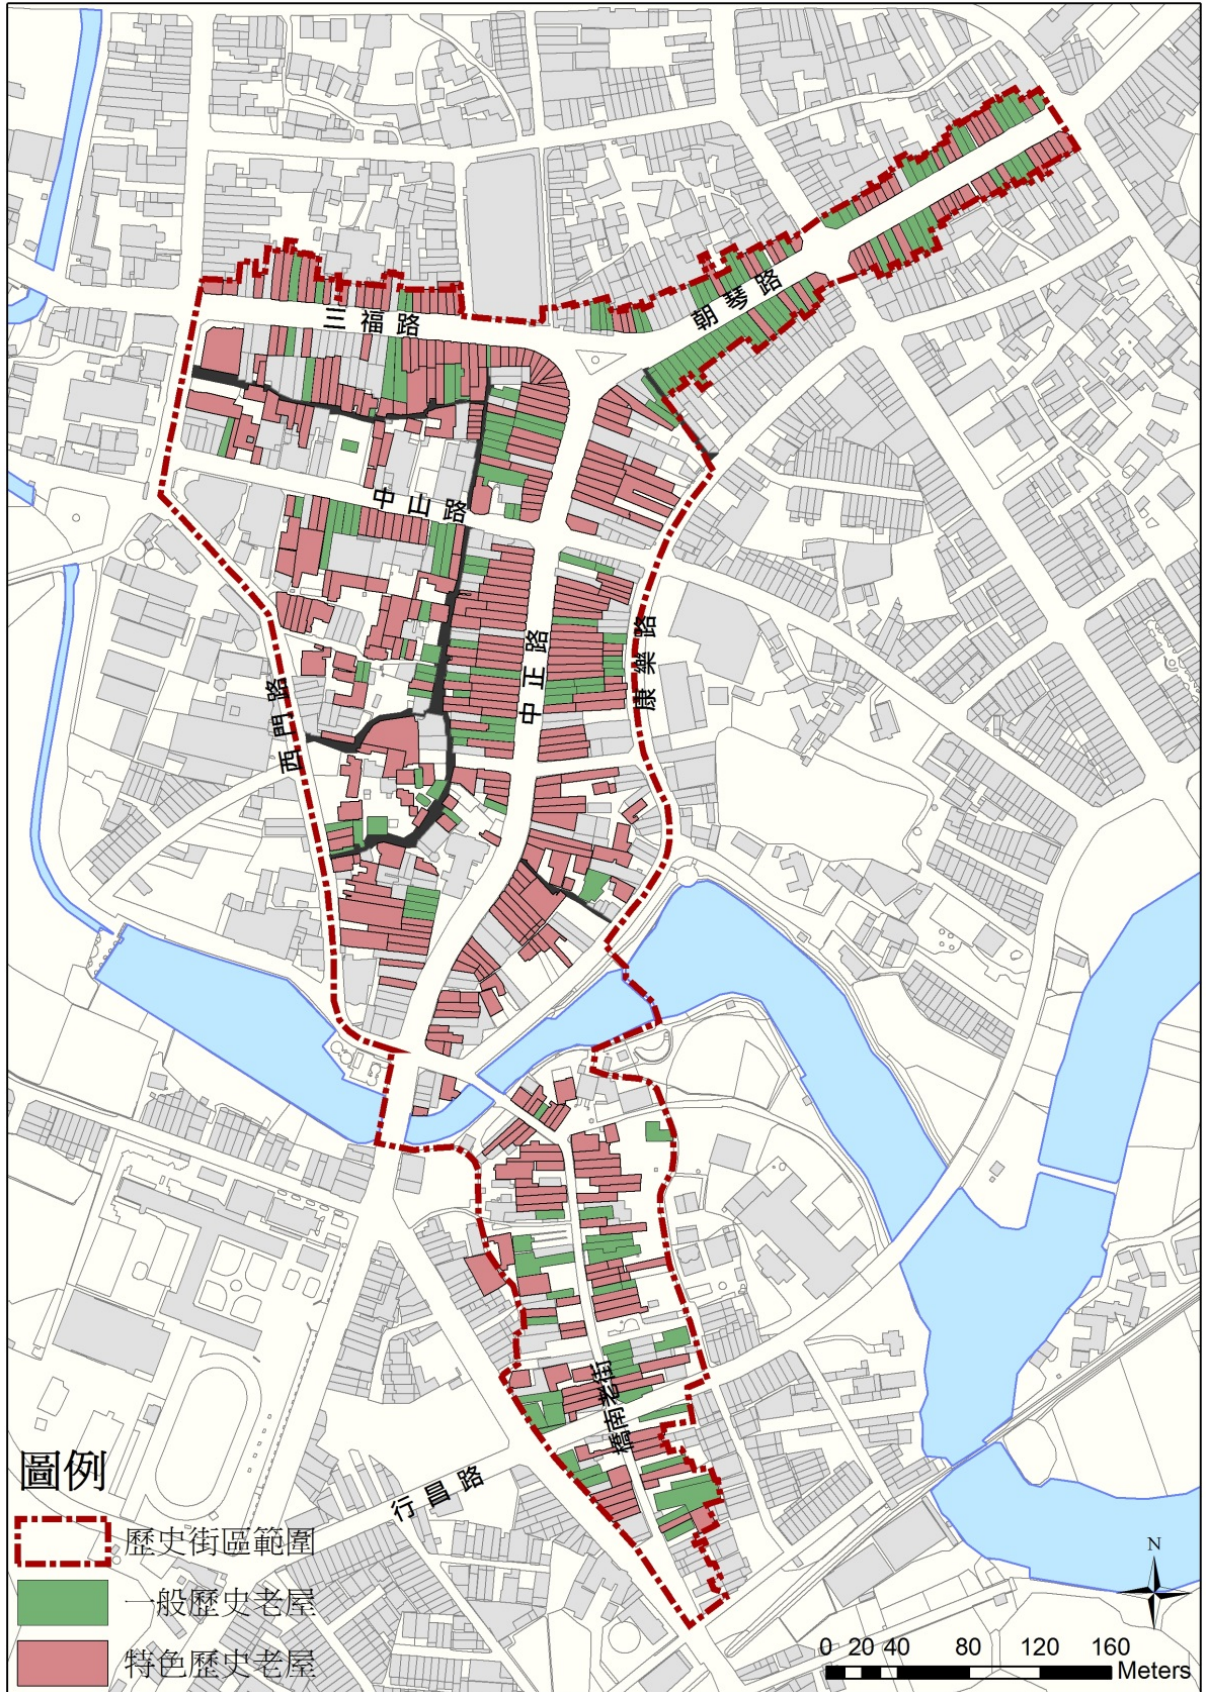 三福路
朝琴路
中山路
中正路
康樂路
西門路
橋南老街
行昌路
圖例
歷史街區範圍
一般歷史老屋
特色歷史老屋
N
0 20 40 80 120 160
Meters